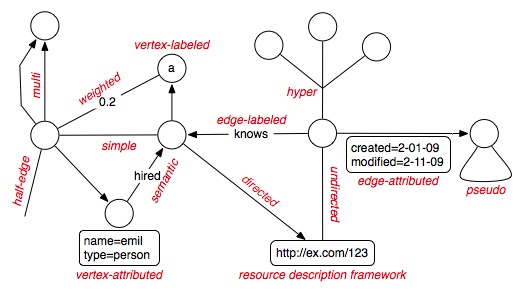 vertex-labeled
a
multi
weighted
0.2
hyper
edge-labeled
knows
simple
half-edge
hired
semantic
directed
undirected
created=2-01-09
modified=2-11-09
edge-attributed
pseudo
name=emil
type=person
vertex-attributed
http://ex.com/123
resource description framework